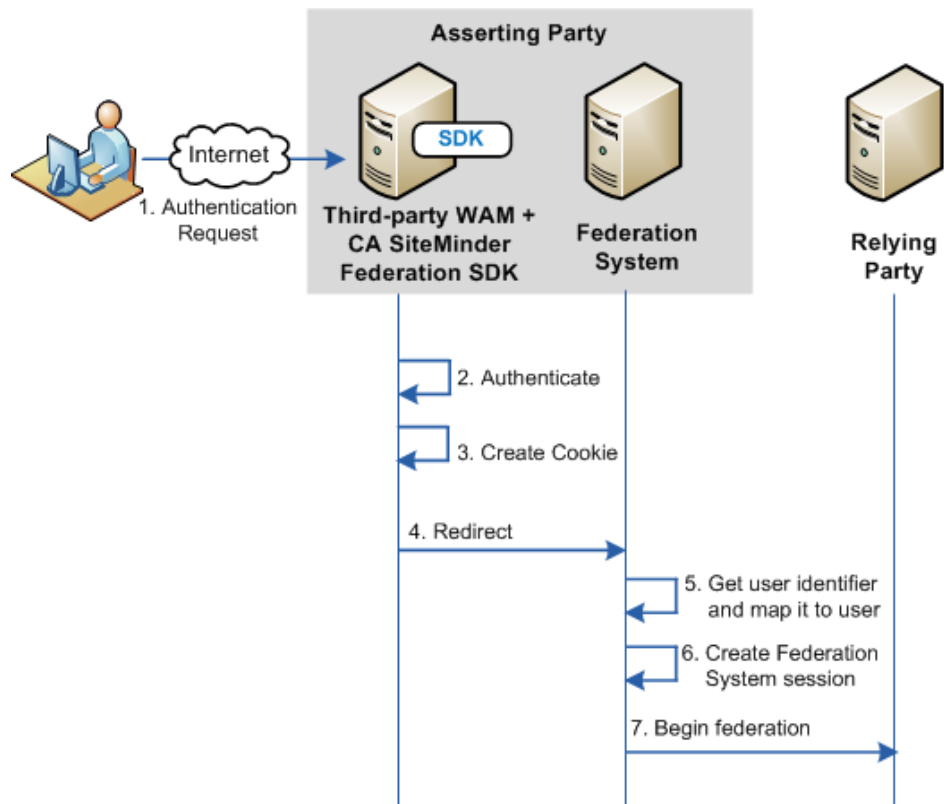 Asserting Party
SDK
Internet
1. Authentication
Request
Third-party WAM +
CA SiteMinder
Federation SDK
Federation
System
Relying
Party
2. Authenticate
3. Create Cookie
4. Redirect
5. Get user identifier
and map it to user
6. Create Federation
System session
7. Begin federation